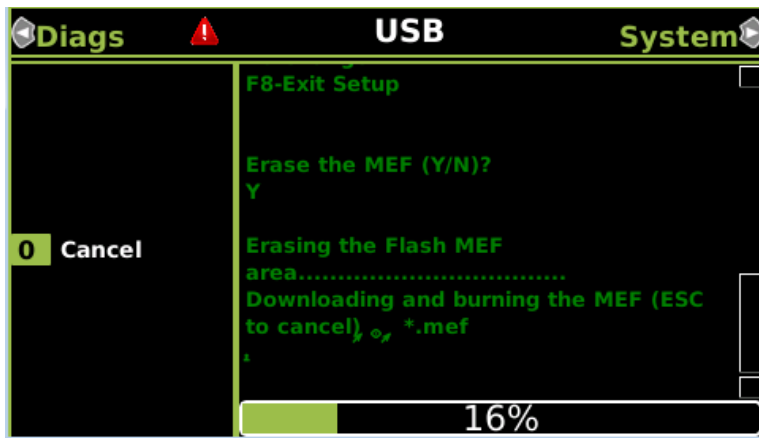 Diags
USB
System
F8-Exit Setup
Erase the MEF (Y/N)?
Y
0 Cancel
Erasing the Flash MEF
area..................................
Downloading and burning the MEF (ESC
to cancel) *.mef
16%